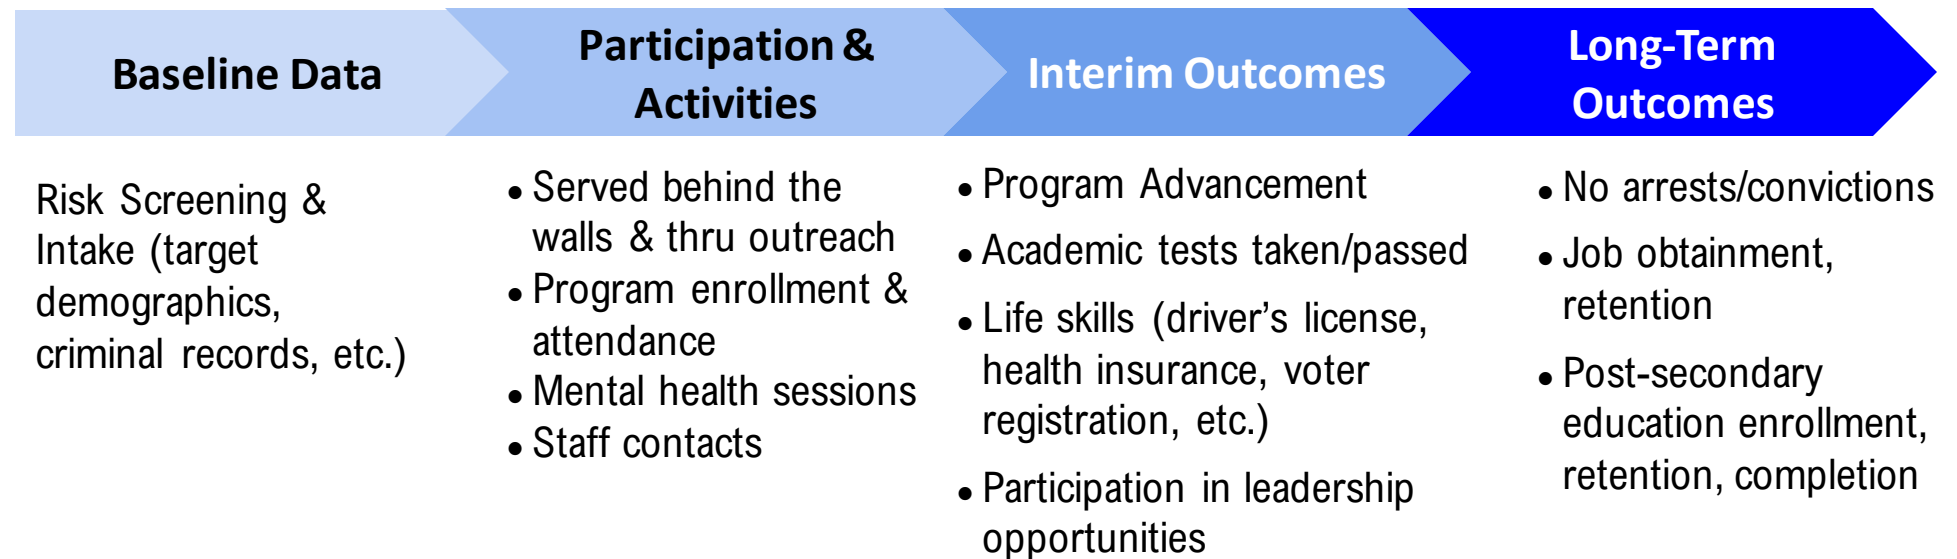 Baseline Data
Participation &
Activities
Interim Outcomes
Long-Term
Outcomes
Risk Screening &
Intake (target
demographics,
criminal records, etc.)
• Served behind the
walls & thru outreach
• Program enrollment &
attendance
• Mental health sessions
• Staff contacts
• Program Advancement
• Academic tests taken/passed
• Life skills (driver’s license,
health insurance, voter
registration, etc.)
• Participation in leadership
opportunities
• No arrests/convictions
• Job obtainment,
retention
• Post-secondary
education enrollment,
retention, completion